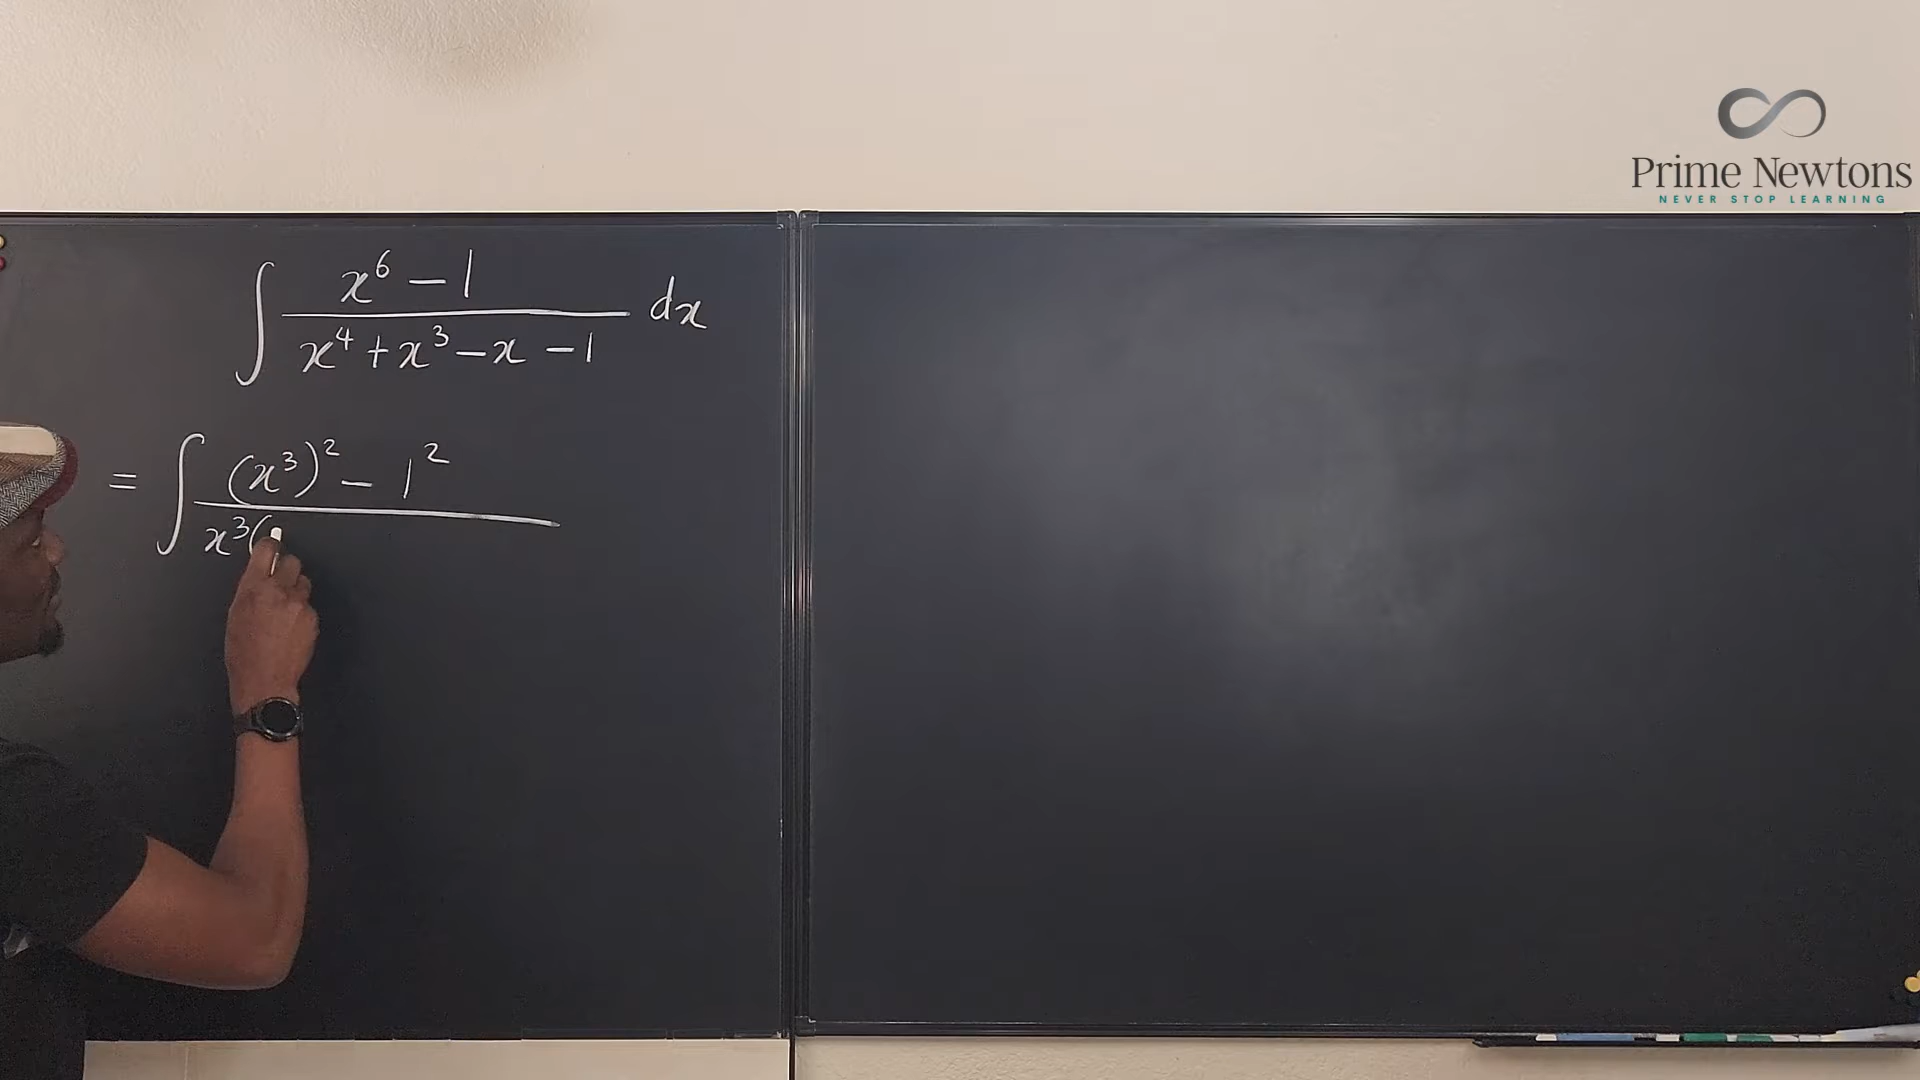 Prime Newtons
NEVER STOP LEARNING
∫ (x⁶ − 1)/(x⁴ + x³ − x − 1) dx
= ∫ ((x³)² − 1²)/(x³(